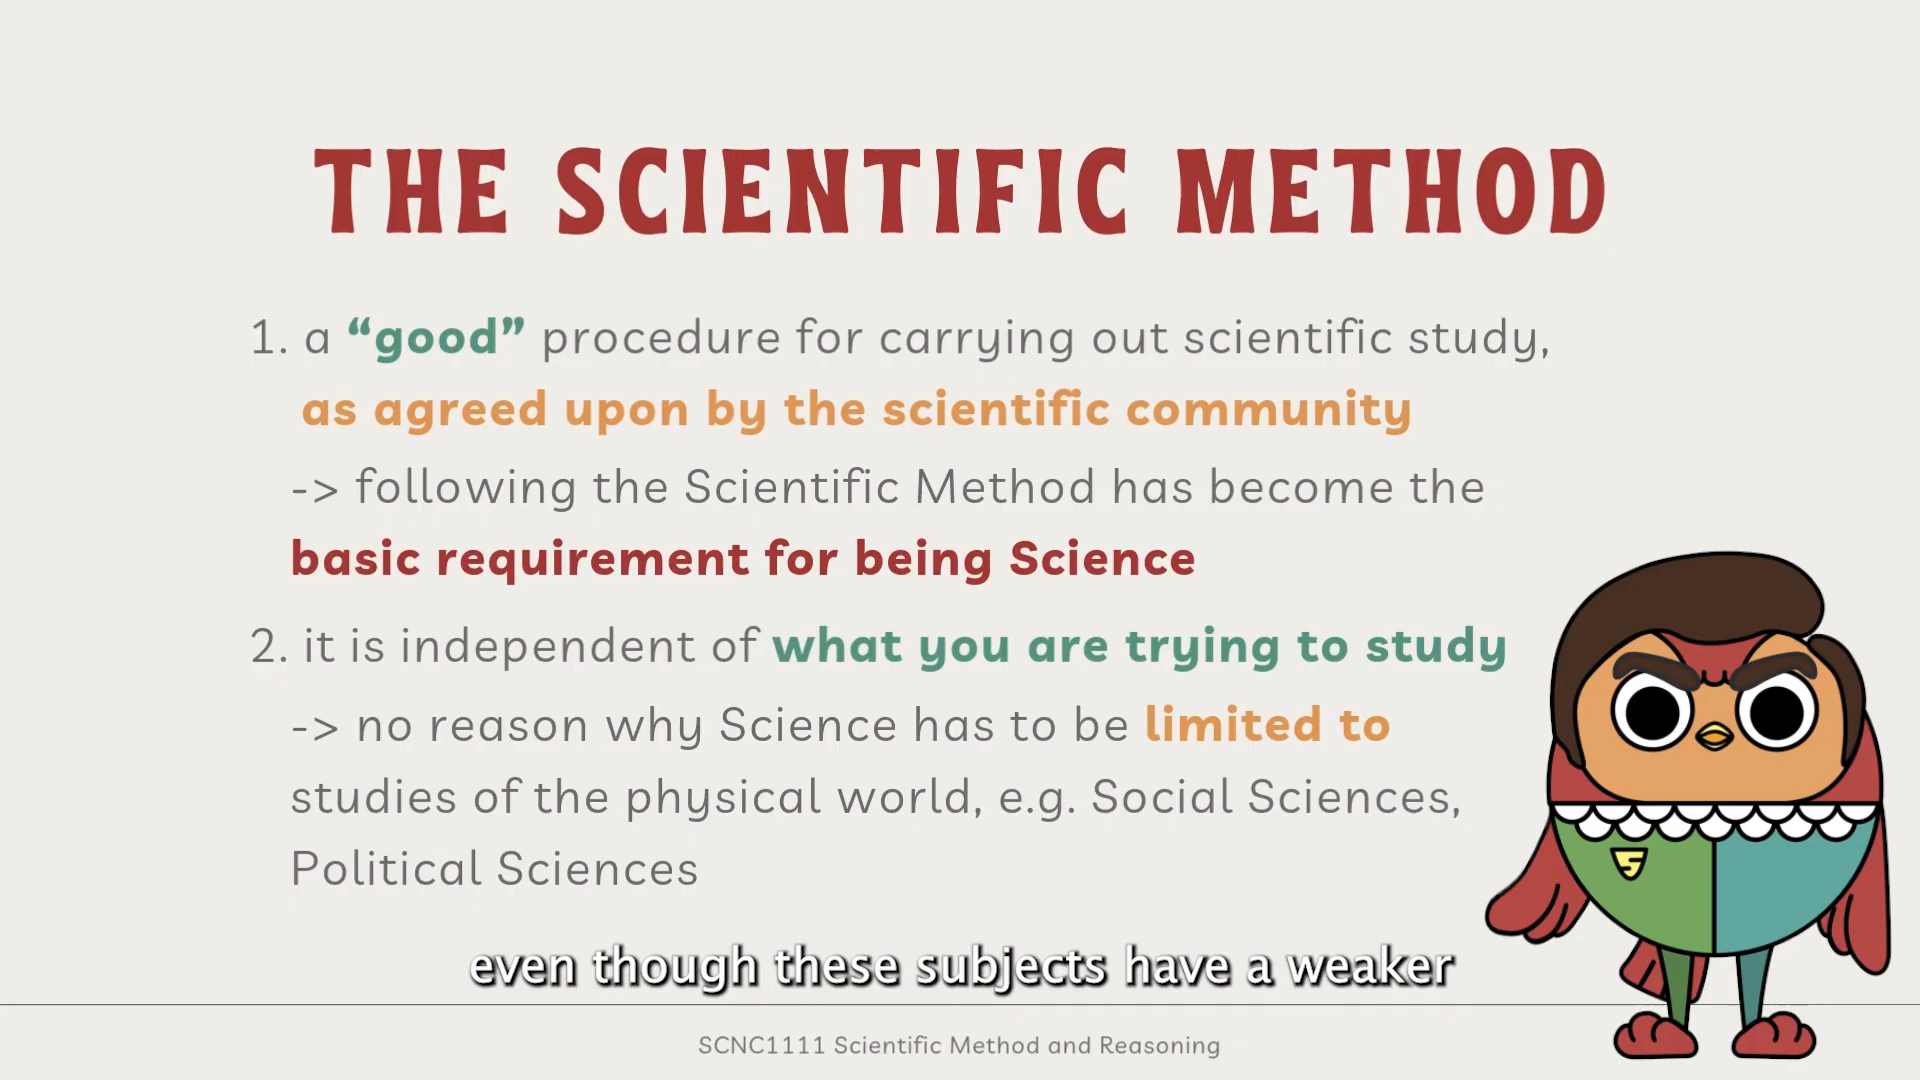 THE SCIENTIFIC METHOD
1. a “good” procedure for carrying out scientific study,
as agreed upon by the scientific community
-> following the Scientific Method has become the
basic requirement for being Science
2. it is independent of what you are trying to study
-> no reason why Science has to be limited to
studies of the physical world, e.g. Social Sciences,
Political Sciences
S
even though these subjects have a weaker
SCNC1111 Scientific Method and Reasoning